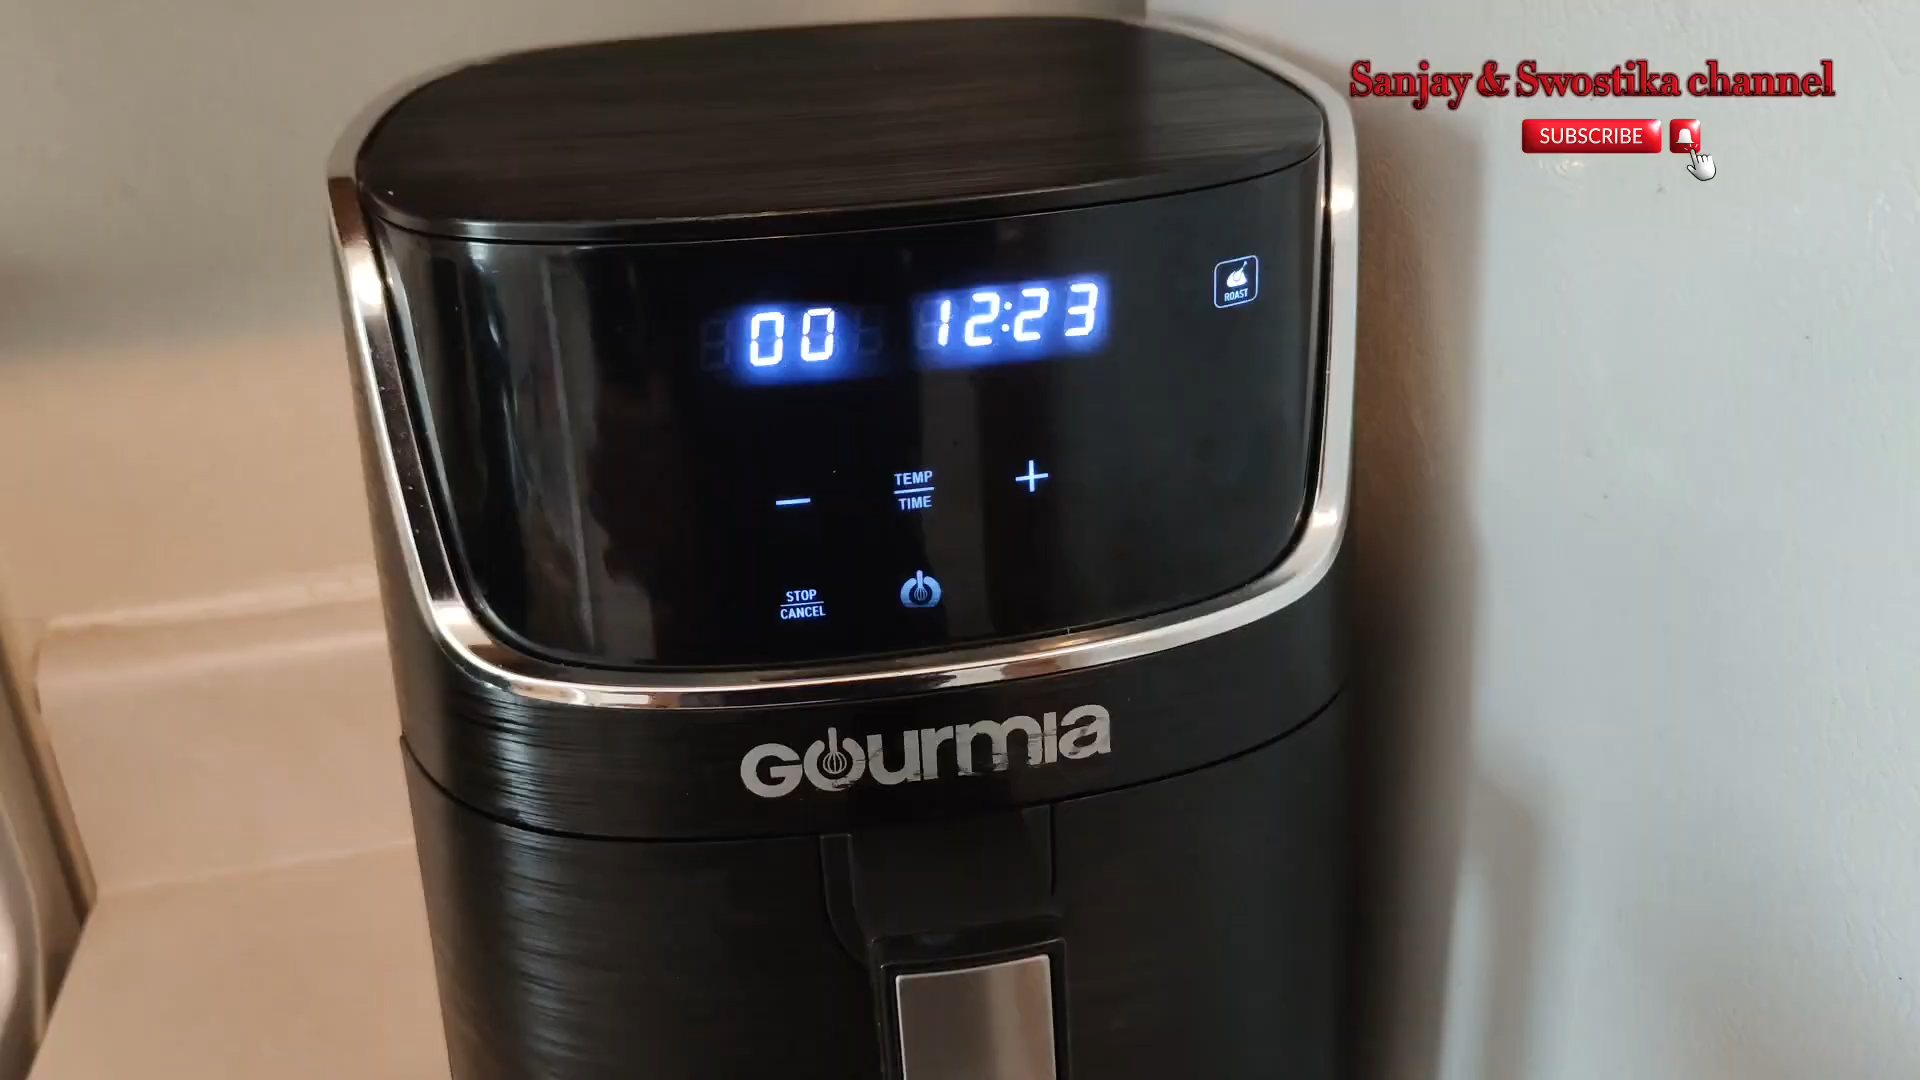 Sanjay & Swostika channel
SUBSCRIBE
00 12:23
ROAST
TEMP
TIME
STOP
CANCEL
Gourmia